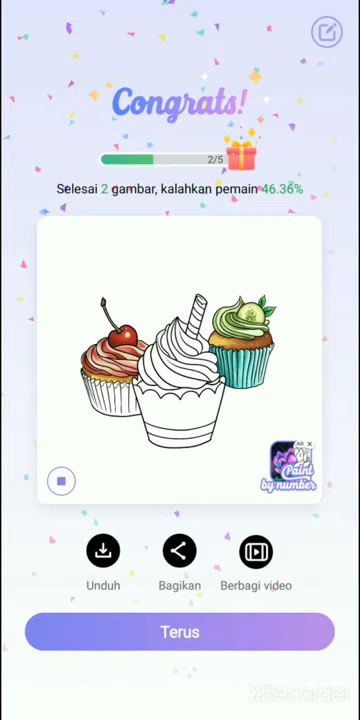 Congrats!
2/5
Selesai 2 gambar, kalahkan pemain 46.36%
AD X
Paint
by number
Unduh
Bagikan
Berbagi video
Terus
XRecorder